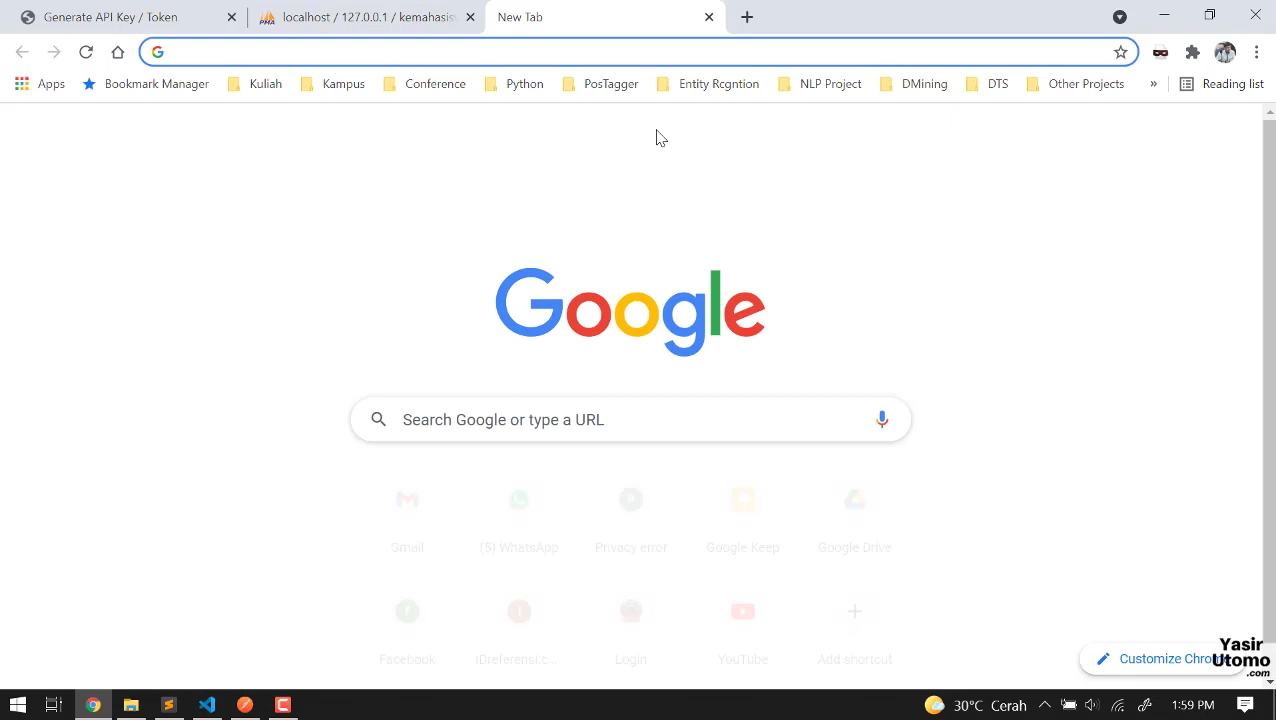 Generate API Key / Token
localhost / 127.0.0.1 / kemahasisw
New Tab
Apps
Bookmark Manager
Kuliah
Kampus
Conference
Python
PosTagger
Entity Rcgntion
NLP Project
DMining
DTS
Other Projects
»
Reading list
Google
Search Google or type a URL
Gmail
(5) WhatsApp
Privacy error
Google Keep
Google Drive
Facebook
iDreferensi.c...
Login
YouTube
Add shortcut
Customize Chro
Yasir
Utomo
.com
30°C Cerah
1:59 PM